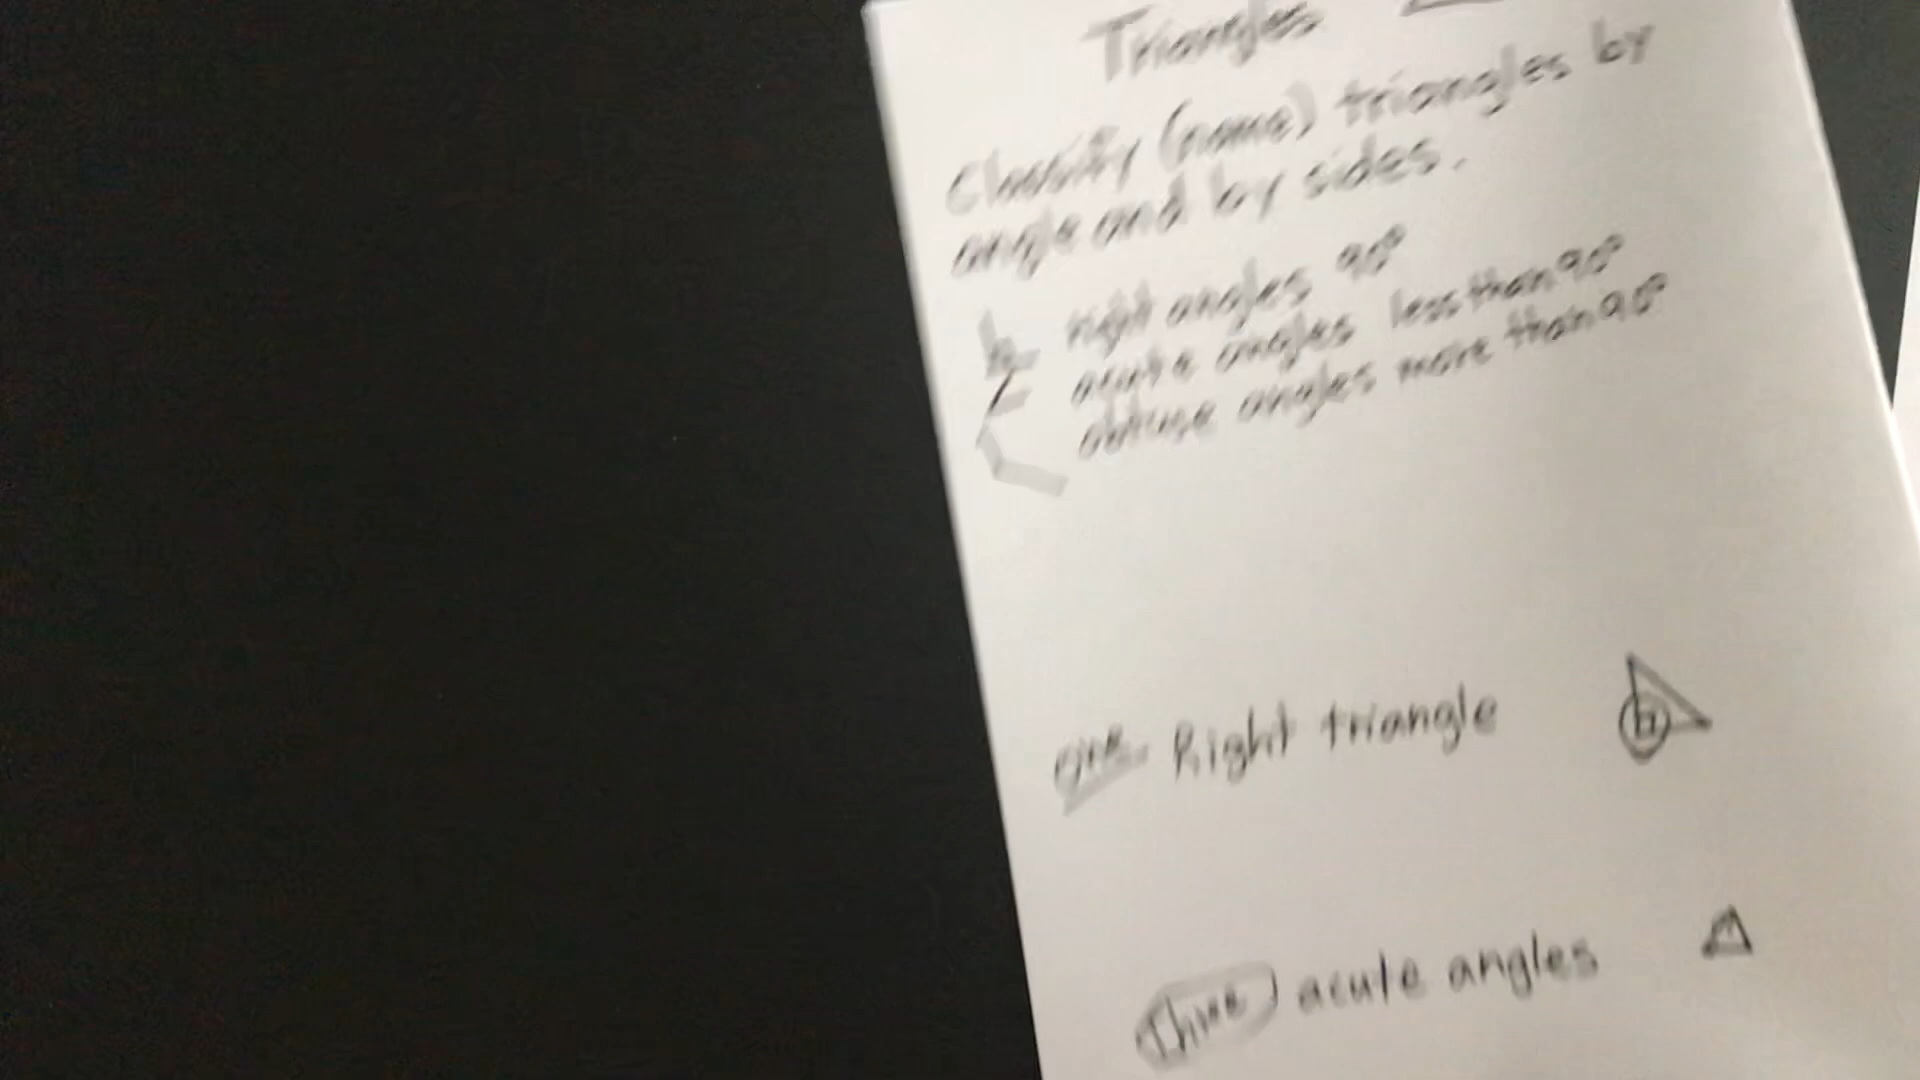 Triangles
Classify (name) triangles by
angle and by sides.
right angles 90°
acute angles less than 90°
obtuse angles more than 90°
one Right triangle
Three acute angles